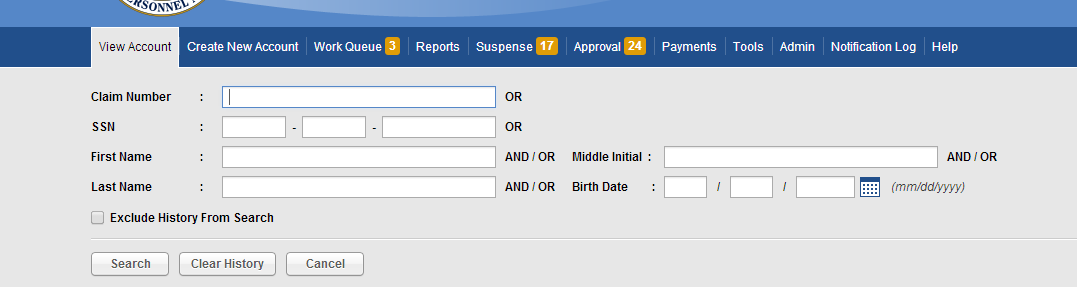 PERSONNEL
View Account Create New Account Work Queue 3 Reports Suspense 17 Approval 24 Payments Tools Admin Notification Log Help
Claim Number : OR
SSN : - - OR
First Name : AND / OR Middle Initial : AND / OR
Last Name : AND / OR Birth Date : / / (mm/dd/yyyy)
Exclude History From Search
Search Clear History Cancel